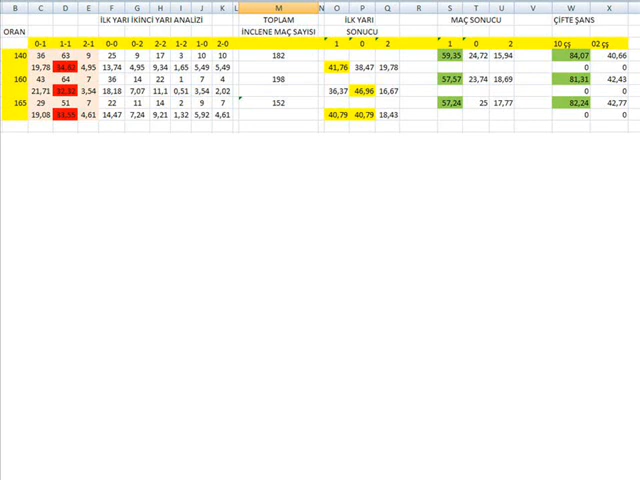 B C D E F G H I J K L M N O P Q R S T U V W X
İLK YARI İKİNCİ YARI ANALİZİ TOPLAM İLK YARI MAÇ SONUCU ÇİFTE ŞANS
ORAN İNCLENE MAÇ SAYISI SONUCU
0-1 1-1 2-1 0-0 0-2 2-2 1-2 1-0 2-0 1 0 2 1 0 2 10 çş 02 çş
140 36 63 9 25 9 17 3 10 10 182 59,35 24,72 15,94 84,07 40,66
19,78 34,62 4,95 13,74 4,95 9,34 1,65 5,49 5,49 41,76 38,47 19,78 0 0
160 43 64 7 36 14 22 1 7 4 198 57,57 23,74 18,69 81,31 42,43
21,71 32,32 3,54 18,18 7,07 11,1 0,51 3,54 2,02 36,37 46,96 16,67 0 0
165 29 51 7 22 11 14 2 9 7 152 57,24 25 17,77 82,24 42,77
19,08 33,55 4,61 14,47 7,24 9,21 1,32 5,92 4,61 40,79 40,79 18,43 0 0